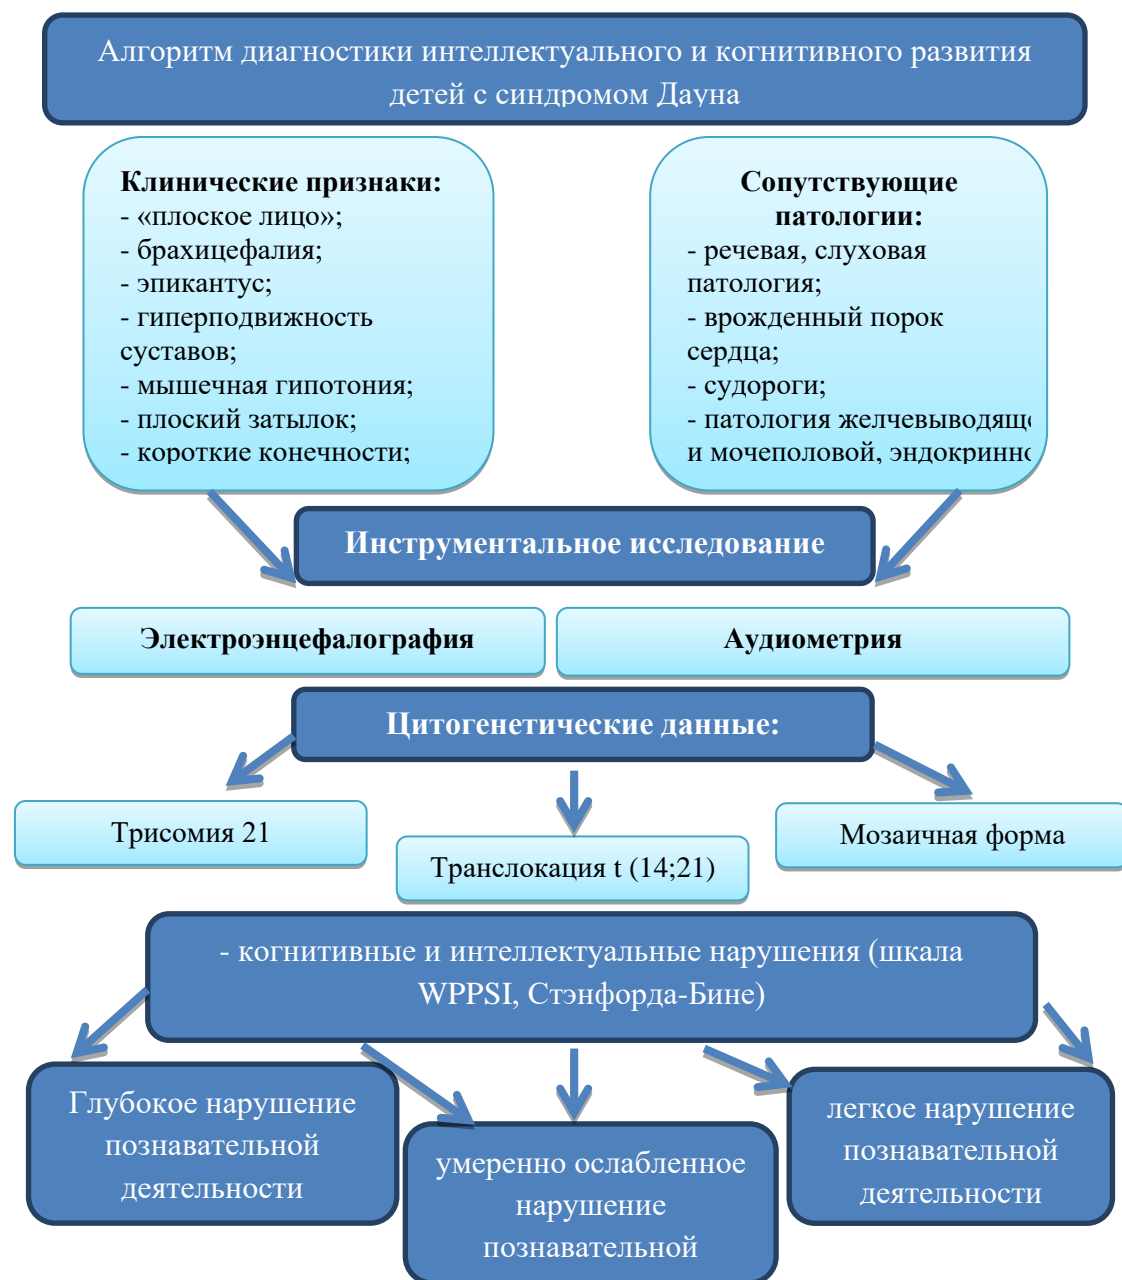 Алгоритм диагностики интеллектуального и когнитивного развития
детей с синдромом Дауна
Клинические признаки:
- «плоское лицо»;
- брахицефалия;
- эпикантус;
- гиперподвижность
суставов;
- мышечная гипотония;
- плоский затылок;
- короткие конечности;
Сопутствующие
патологии:
- речевая, слуховая
патология;
- врожденный порок
сердца;
- судороги;
- патология желчевыводяще
и мочеполовой, эндокринно
Инструментальное исследование
Электроэнцефалография
Аудиометрия
Цитогенетические данные:
Трисомия 21
Транслокация t (14;21)
Мозаичная форма
- когнитивные и интеллектуальные нарушения (шкала
WPPSI, Стэнфорда-Бине)
Глубокое нарушение
познавательной
деятельности
умеренно ослабленное
нарушение
познавательной
легкое нарушение
познавательной
деятельности